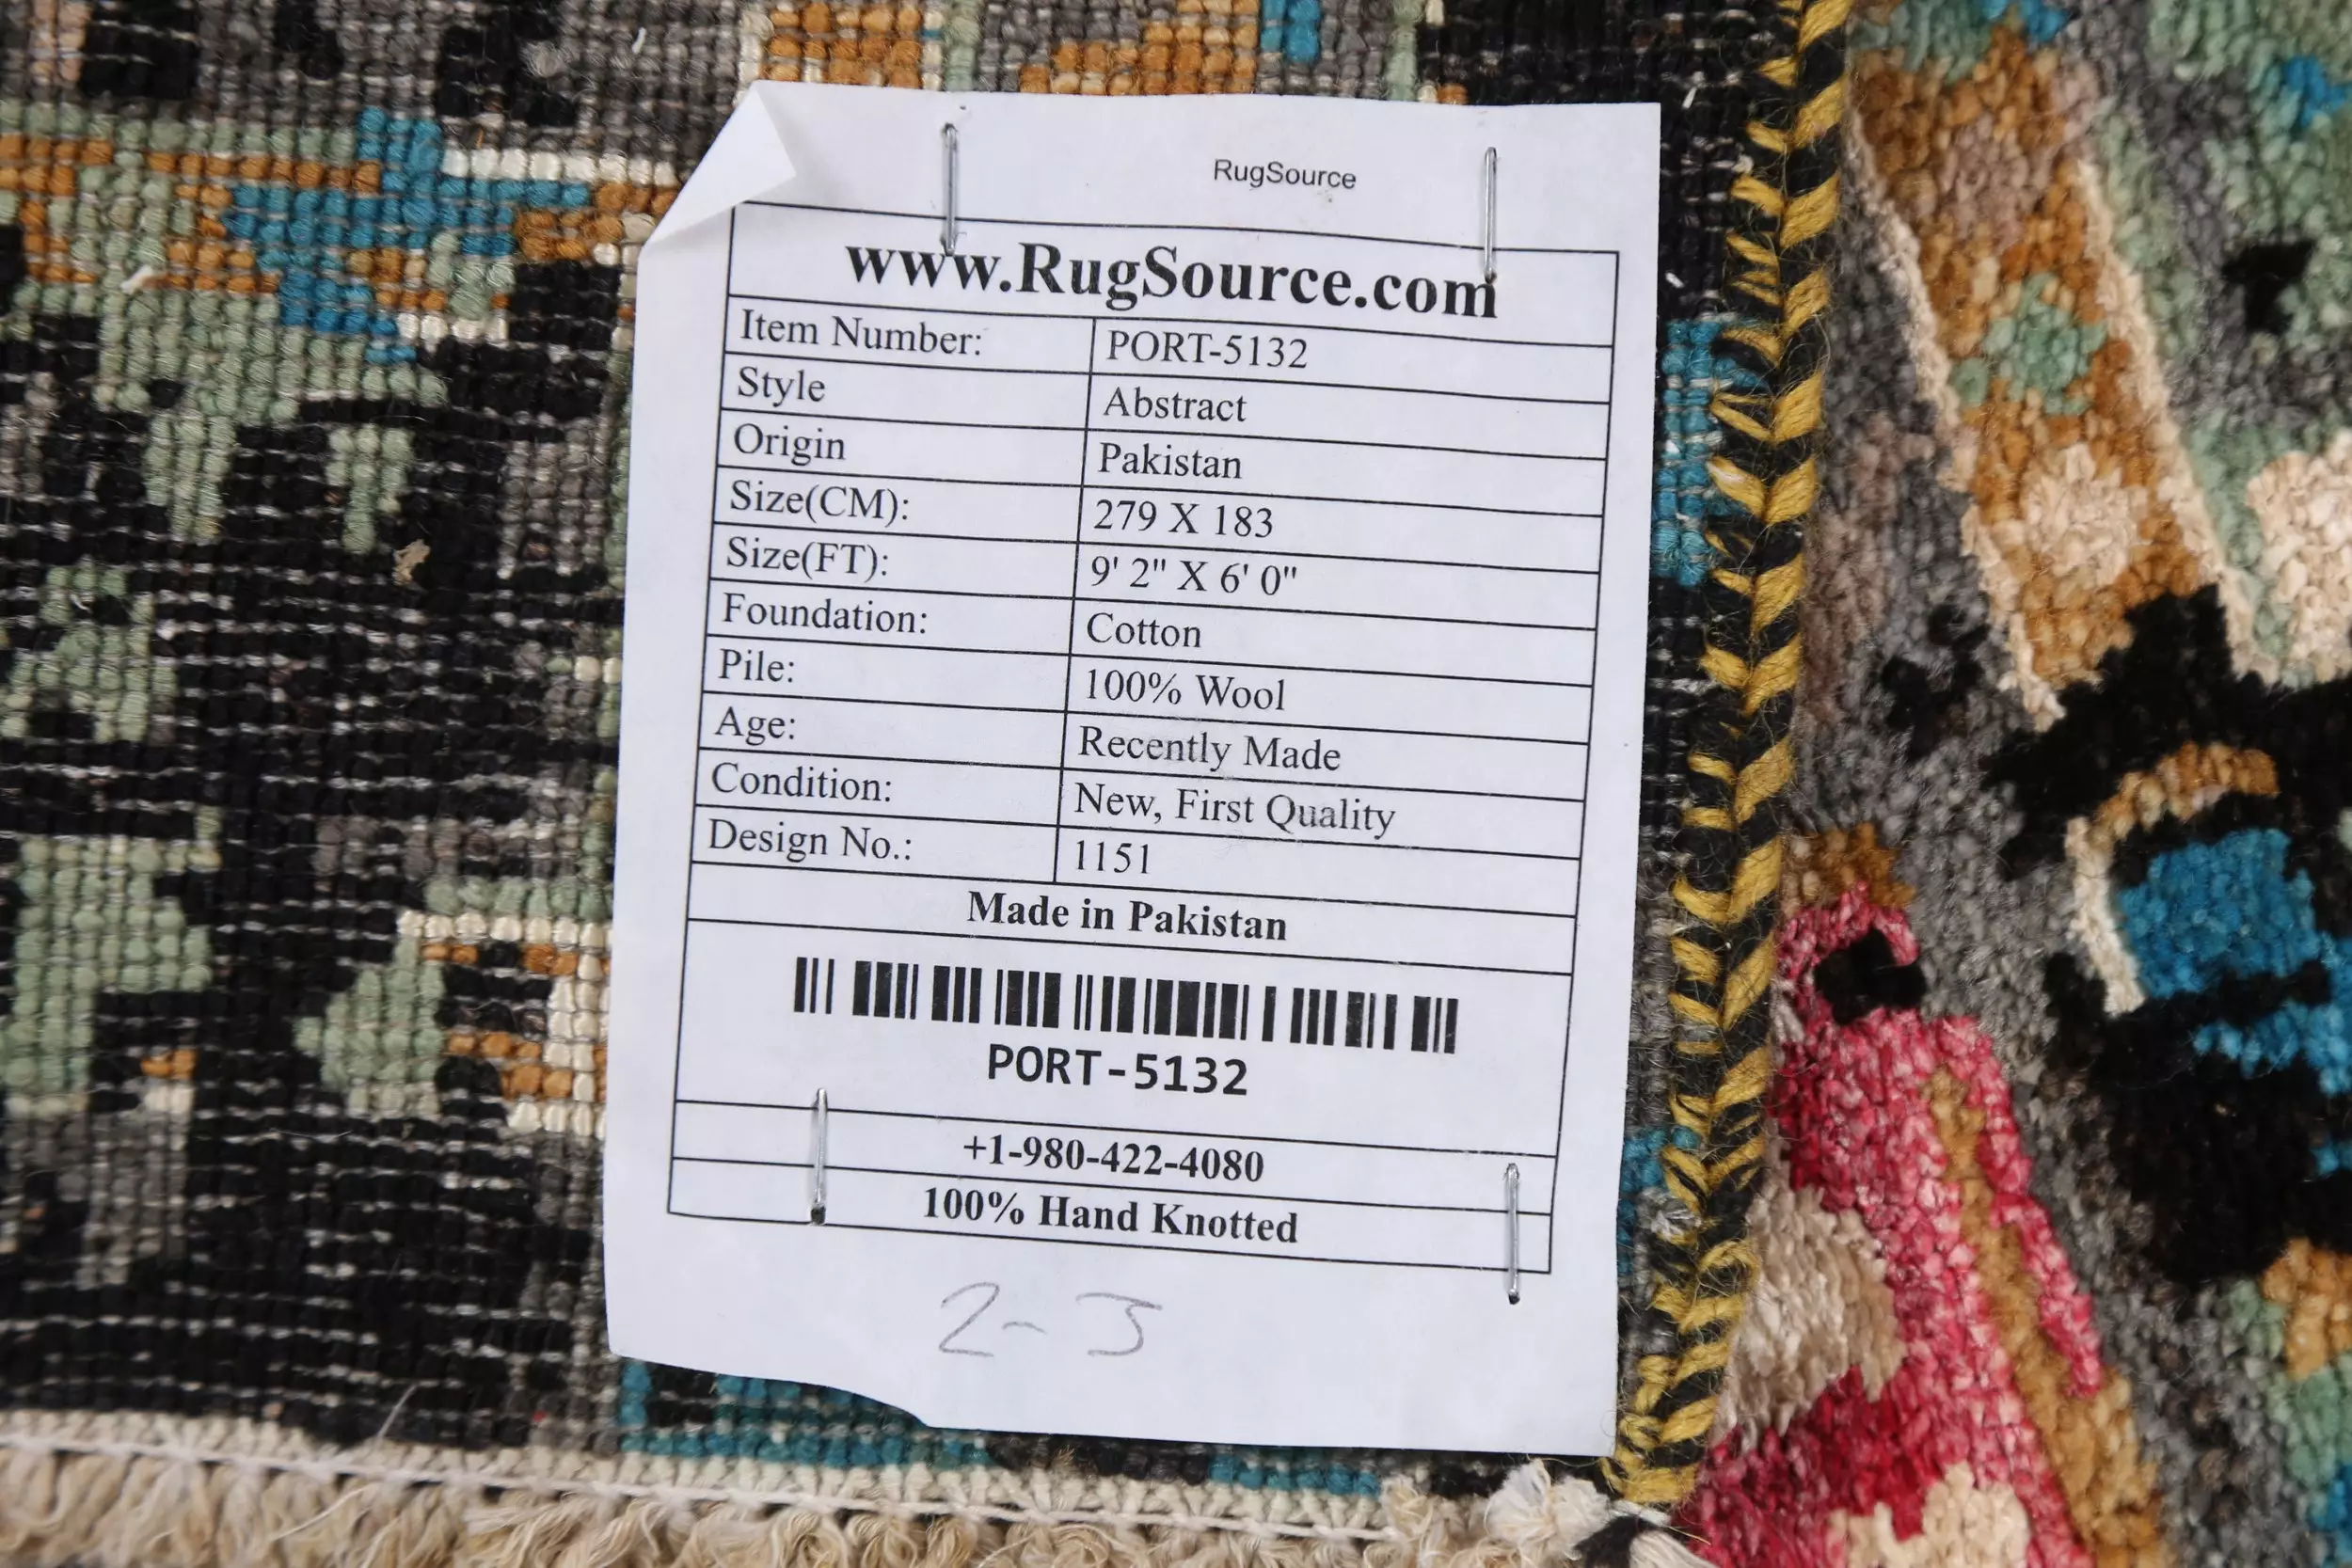 RugSource
www.RugSource.com
Item Number: PORT-5132
Style Abstract
Origin Pakistan
Size(CM): 279 X 183
Size(FT): 9' 2" X 6' 0"
Foundation: Cotton
Pile: 100% Wool
Age: Recently Made
Condition: New, First Quality
Design No.: 1151
Made in Pakistan
PORT-5132
+1-980-422-4080
100% Hand Knotted